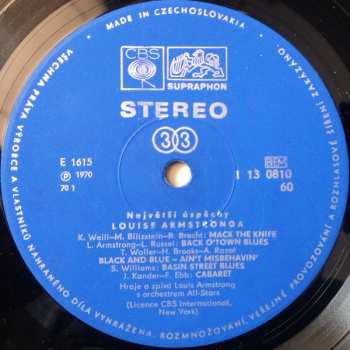 MADE IN CZECHOSLOVAKIA
CBS
SUPRAPHON
STEREO
33
E 1615
℗ 1970
70 1
1 13 0810
60
Největší úspěchy
LOUISE ARMSTRONGA
K. Weill—M. Blitzstein—B. Brecht: MACK THE KNIFE
L. Armstrong—L. Russel: BACK O'TOWN BLUES
T. Waller—H. Brooks—A. Razaf
BLACK AND BLUE — AIN'T MISBEHAVIN'
S. Williams: BASIN STREET BLUES
J. Kander—F. Ebb: CABARET
Hraje a zpívá Louis Armstrong
s orchestrem All-Stars
(Licence CBS International,
New York)
VŠECHNA PRÁVA VÝROBCE A VLASTNÍKŮ NAHRANÉHO DÍLA VYHRAZENA. ROZMNOŽOVÁNÍ, VEŘEJNÉ PROVOZOVÁNÍ A ROZHLASOVÉ ŠÍŘENÍ ZAKÁZÁNO.